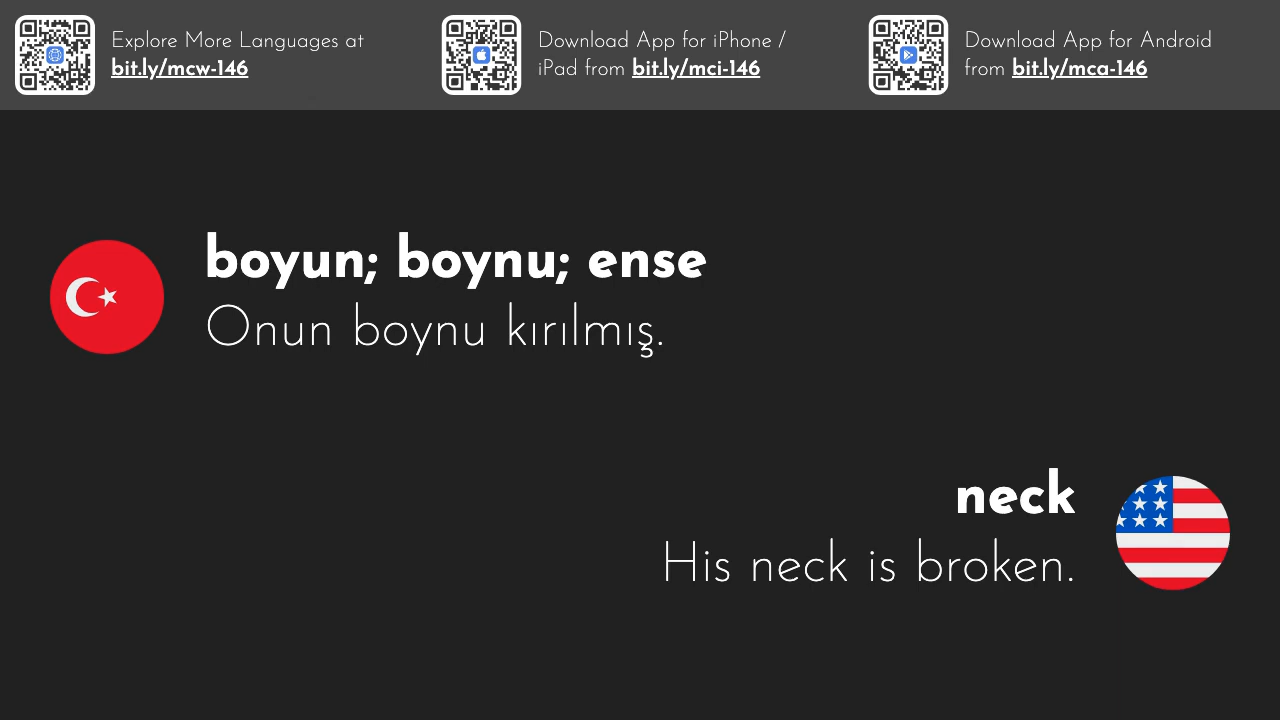 Explore More Languages at
bit.ly/mcw-146
Download App for iPhone /
iPad from bit.ly/mci-146
Download App for Android
from bit.ly/mca-146
boyun; boynu; ense
Onun boynu kırılmış.
neck
His neck is broken.